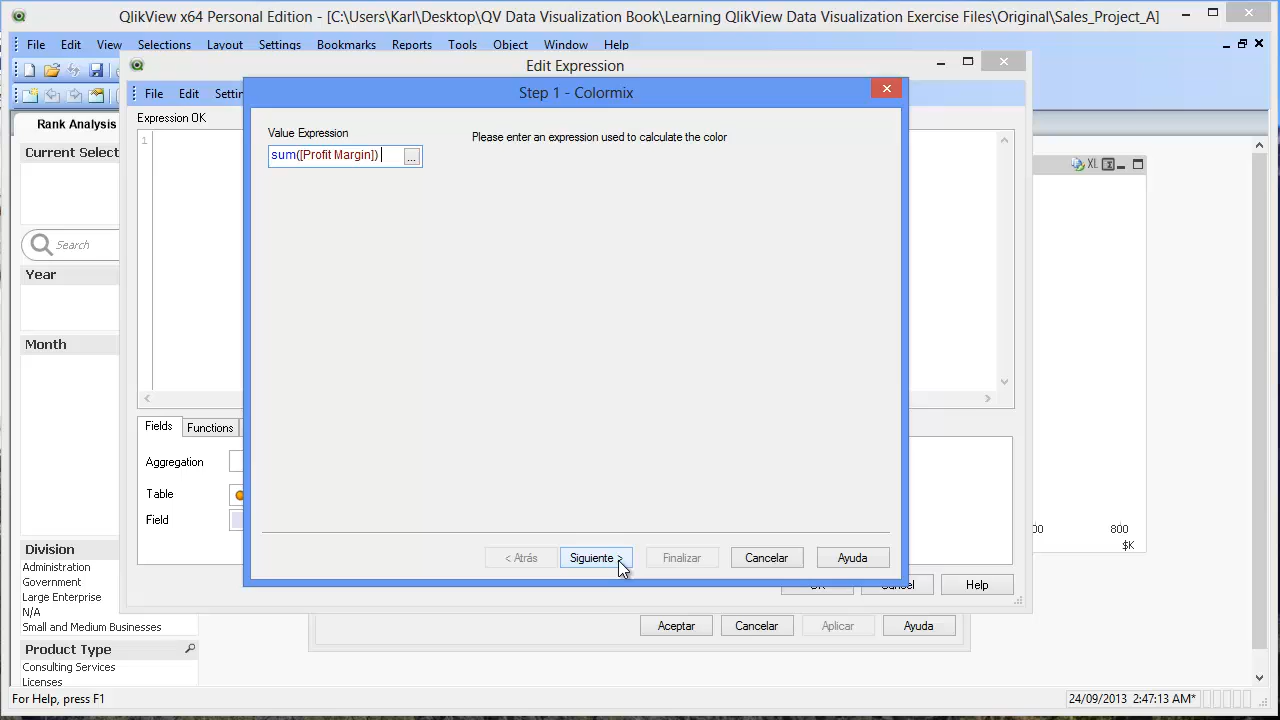 QlikView x64 Personal Edition - [C:\Users\Karl\Desktop\QV Data Visualization Book\Learning QlikView Data Visualization Exercise Files\Original\Sales_Project_A]
File Edit View Selections Layout Settings Bookmarks Reports Tools Object Window Help
Edit Expression
File Edit
Step 1 - Colormix
Expression OK
1
Rank Analysis
Value Expression
Please enter an expression used to calculate the color
sum([Profit Margin])
...
XL
Search
Year
Month
Fields Functions
Aggregation
Table
Field
00 800
$K
Division
Administration
Government
Large Enterprise
N/A
Small and Medium Businesses
< Atrás Siguiente > Finalizar Cancelar Ayuda
Help
Aceptar Cancelar Aplicar Ayuda
Product Type
Consulting Services
Licenses
For Help, press F1
24/09/2013 2:47:13 AM*